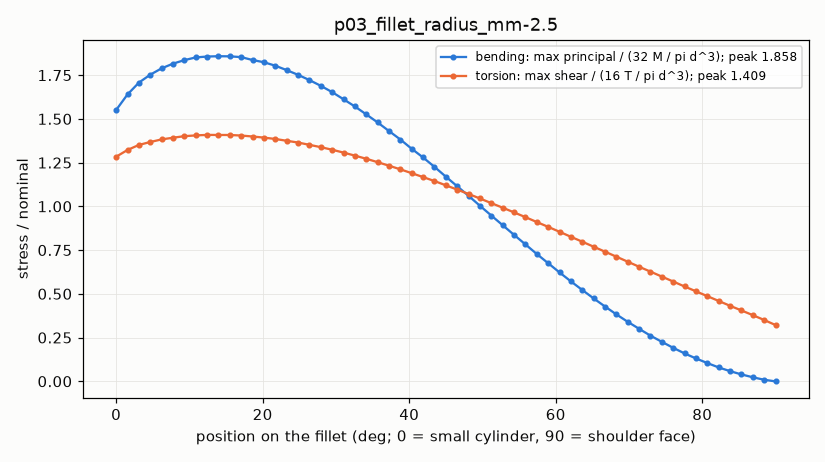 p03_fillet_radius_mm-2.5
bending: max principal / (32 M / pi d^3); peak 1.858
torsion: max shear / (16 T / pi d^3); peak 1.409
stress / nominal
1.75
1.50
1.25
1.00
0.75
0.50
0.25
0.00
0
20
40
60
80
position on the fillet (deg; 0 = small cylinder, 90 = shoulder face)